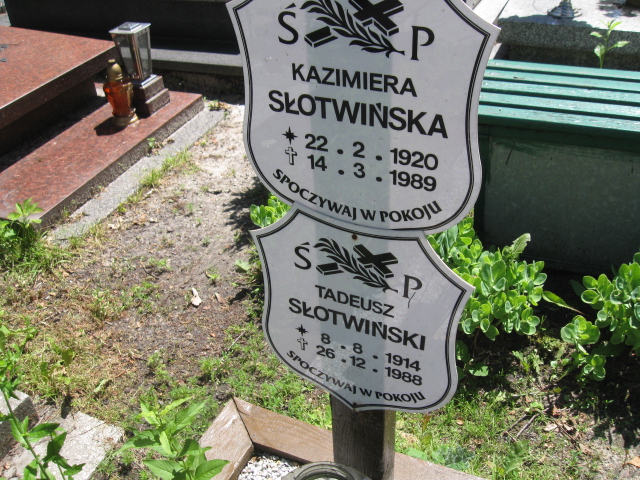 Ś P
KAZIMIERA
SŁOTWIŃSKA
22 · 2 · 1920
14 · 3 · 1989
SPOCZYWAJ W POKOJU
Ś P
TADEUSZ
SŁOTWIŃSKI
8 · 8 · 1914
26 · 12 · 1988
SPOCZYWAJ W POKOJU